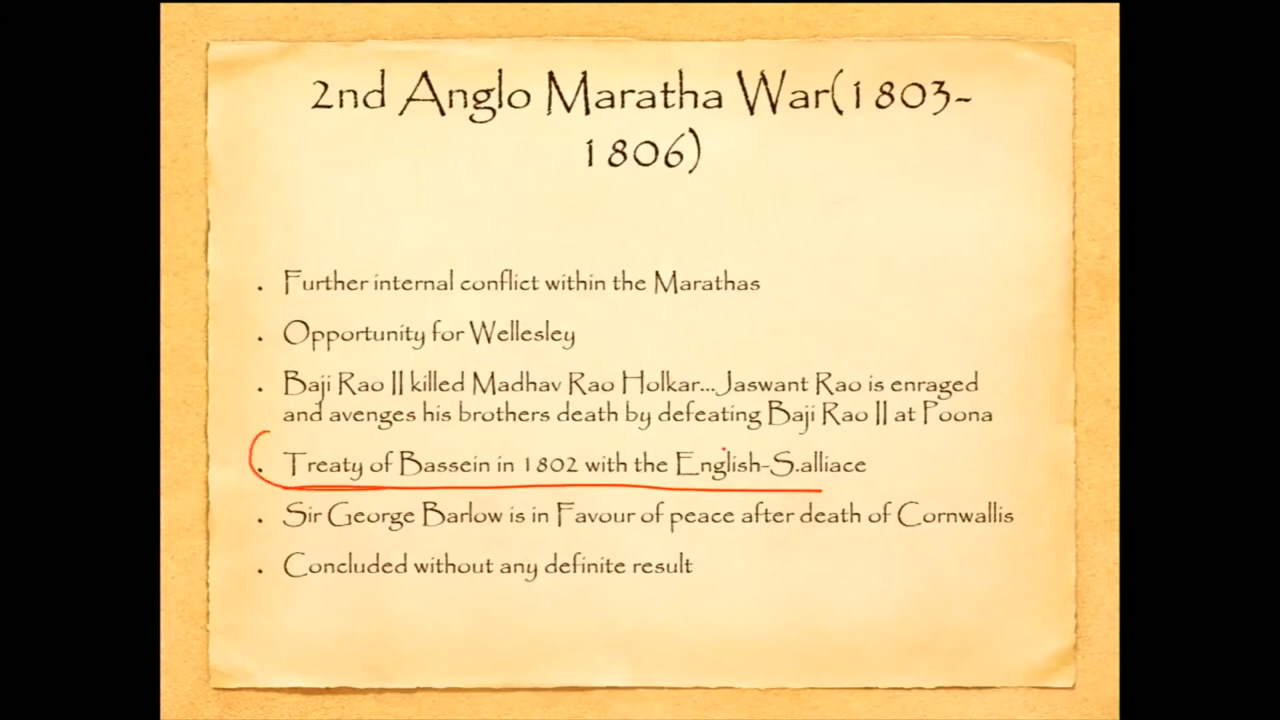 2nd Anglo Maratha War(1803-
1806)
. Further internal conflict within the Marathas
. Opportunity for Wellesley
. Baji Rao II killed Madhav Rao Holkar...Jaswant Rao is enraged
and avenges his brothers death by defeating Baji Rao II at Poona
. Treaty of Bassein in 1802 with the English-S.alliace
. Sir George Barlow is in Favour of peace after death of Cornwallis
. Concluded without any definite result